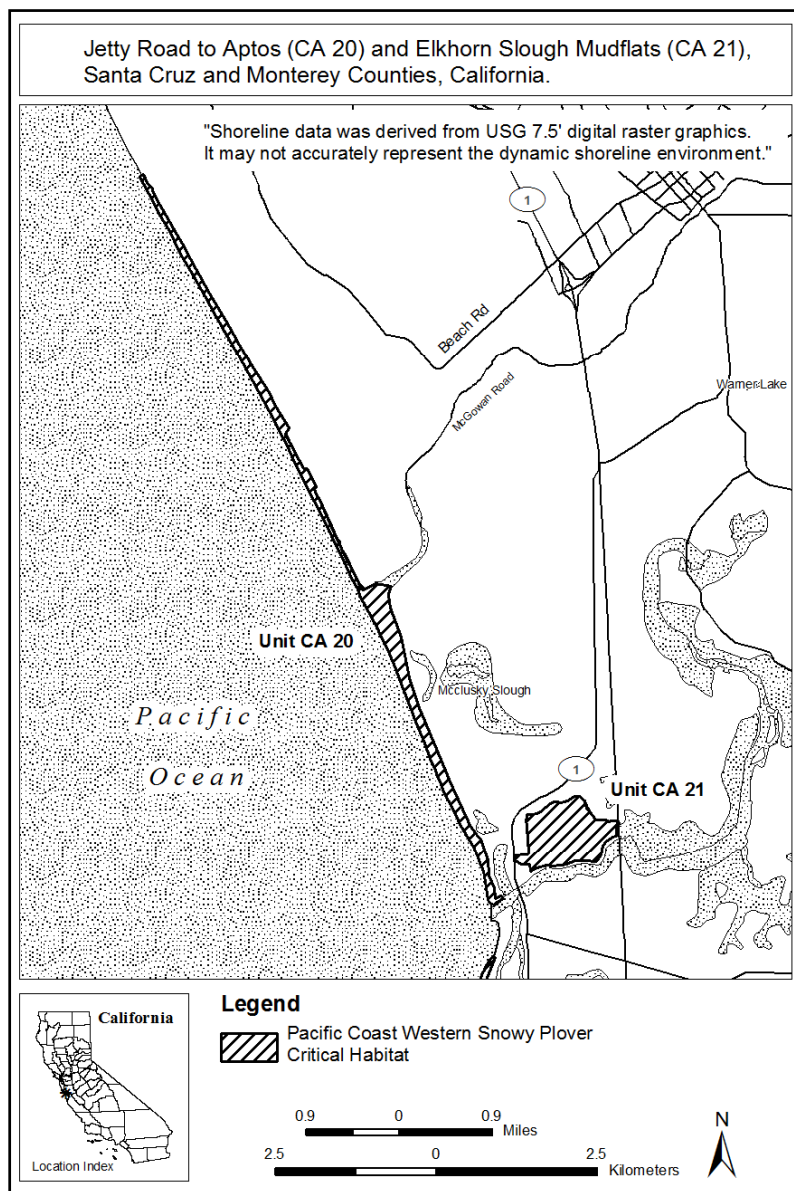 Jetty Road to Aptos (CA 20) and Elkhorn Slough Mudflats (CA 21),
Santa Cruz and Monterey Counties, California.
"Shoreline data was derived from USG 7.5' digital raster graphics.
It may not accurately represent the dynamic shoreline environment."
1
Beach Rd
McGowan Road
Warner Lake
Unit CA 20
Mcclusky Slough
Pacific
Ocean
1
Unit CA 21
California
Location Index
Legend
Pacific Coast Western Snowy Plover
Critical Habitat
0.9 0 0.9
Miles
2.5 0 2.5
Kilometers
N